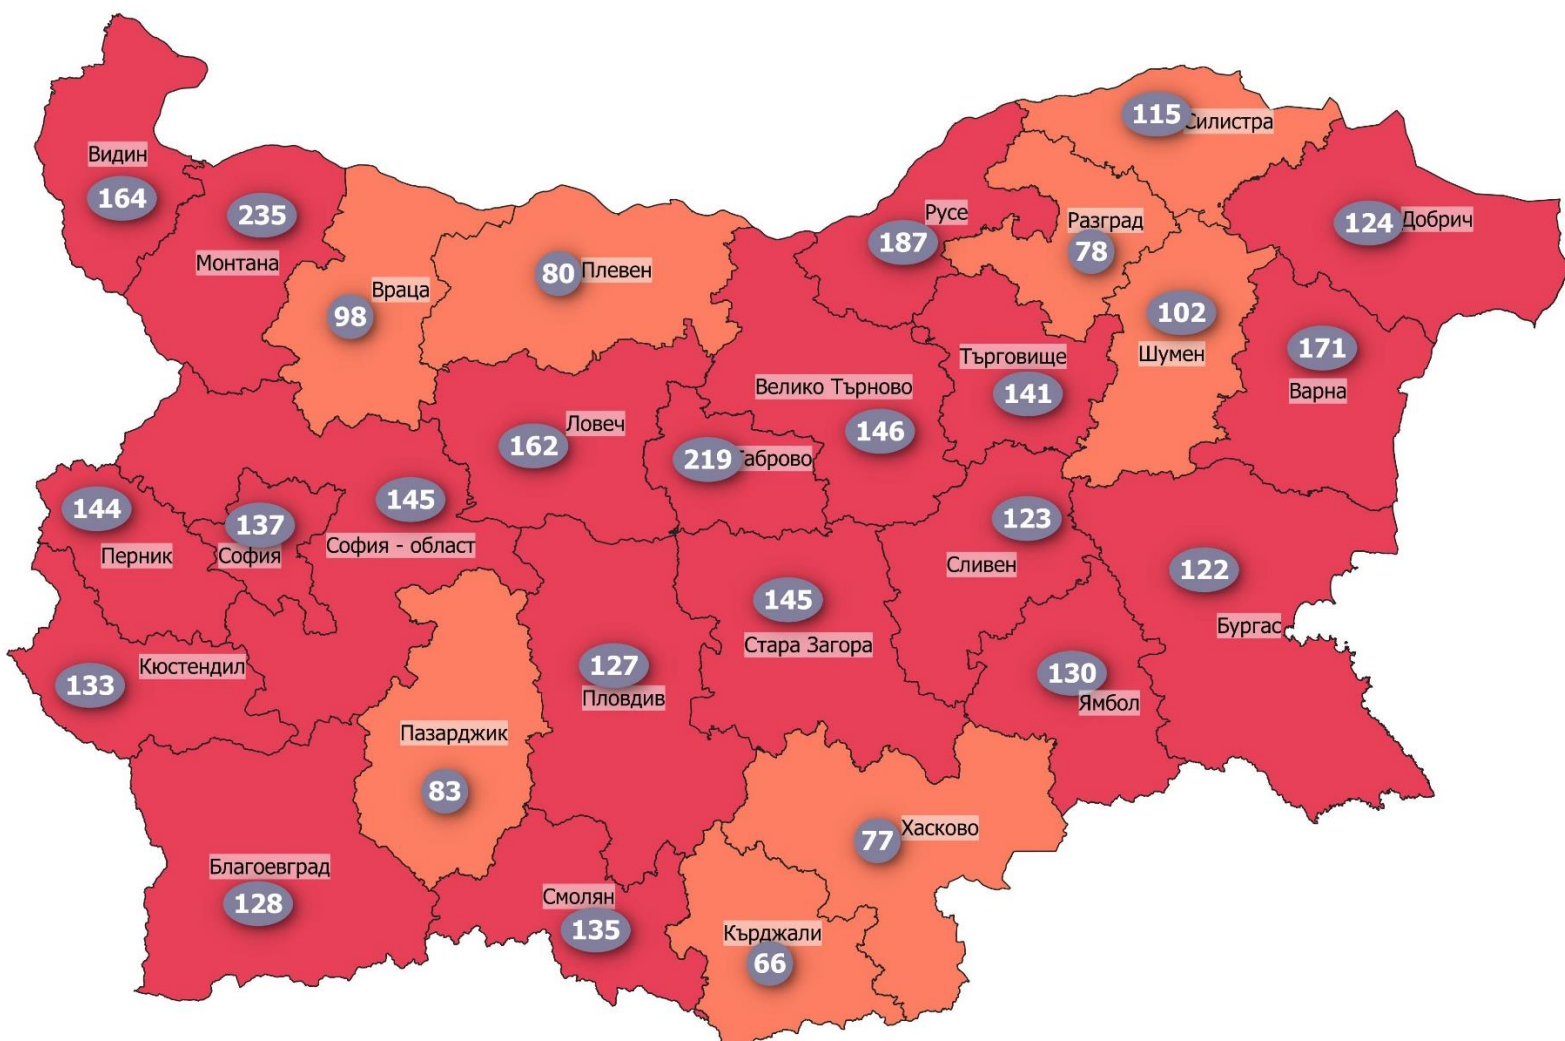 115
Силистра
Видин
164
235
Монтана
Русе
187
Разград
78
124
Добрич
80
Плевен
Враца
98
102
Шумен
171
Варна
Търговище
141
Велико Търново
146
Ловеч
162
219
Габрово
144
Перник
137
София
145
София - област
123
Сливен
122
Бургас
145
Стара Загора
Кюстендил
133
127
Пловдив
130
Ямбол
Пазарджик
83
77
Хасково
Благоевград
128
Смолян
135
Кърджали
66